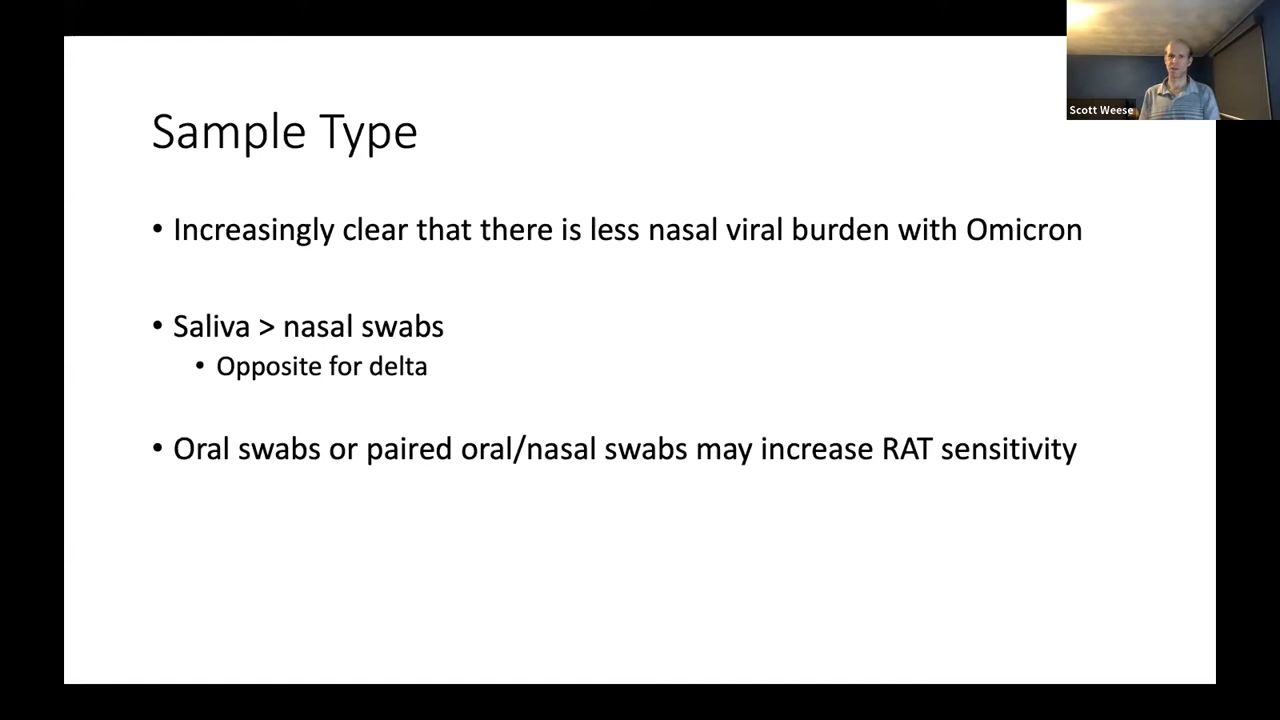 Scott Weese
Sample Type
• Increasingly clear that there is less nasal viral burden with Omicron
• Saliva > nasal swabs
• Opposite for delta
• Oral swabs or paired oral/nasal swabs may increase RAT sensitivity